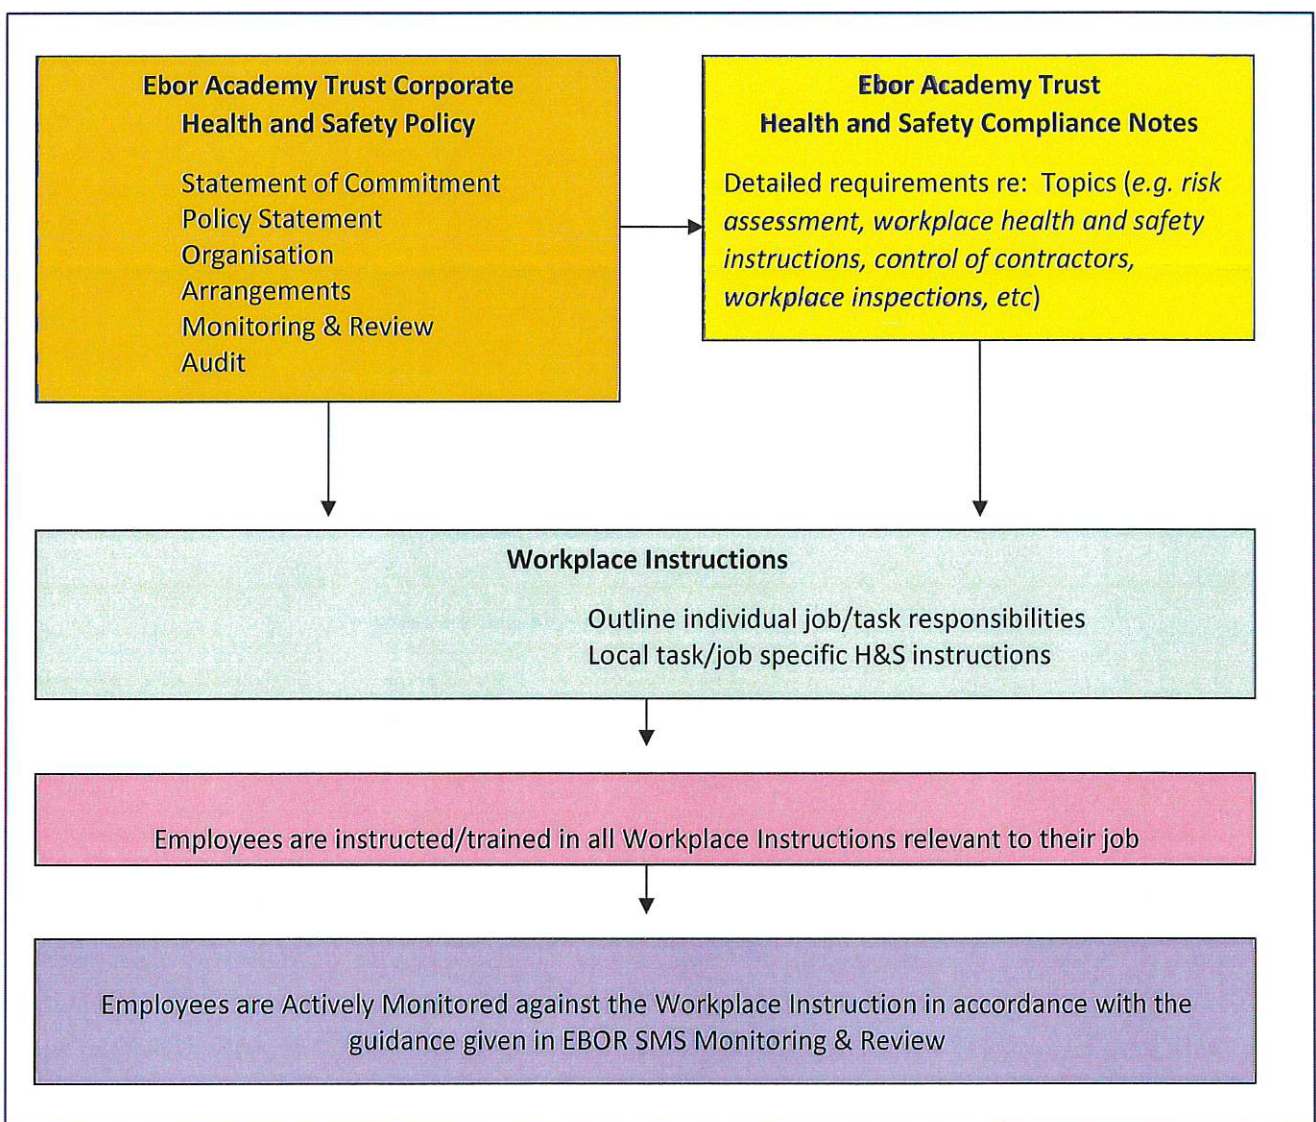 Ebor Academy Trust Corporate
Health and Safety Policy
Statement of Commitment
Policy Statement
Organisation
Arrangements
Monitoring & Review
Audit
Ebor Academy Trust
Health and Safety Compliance Notes
Detailed requirements re:  Topics (e.g. risk
assessment, workplace health and safety
instructions, control of contractors,
workplace inspections, etc)
Workplace Instructions
Outline individual job/task responsibilities
Local task/job specific H&S instructions
Employees are instructed/trained in all Workplace Instructions relevant to their job
Employees are Actively Monitored against the Workplace Instruction in accordance with the
guidance given in EBOR SMS Monitoring & Review